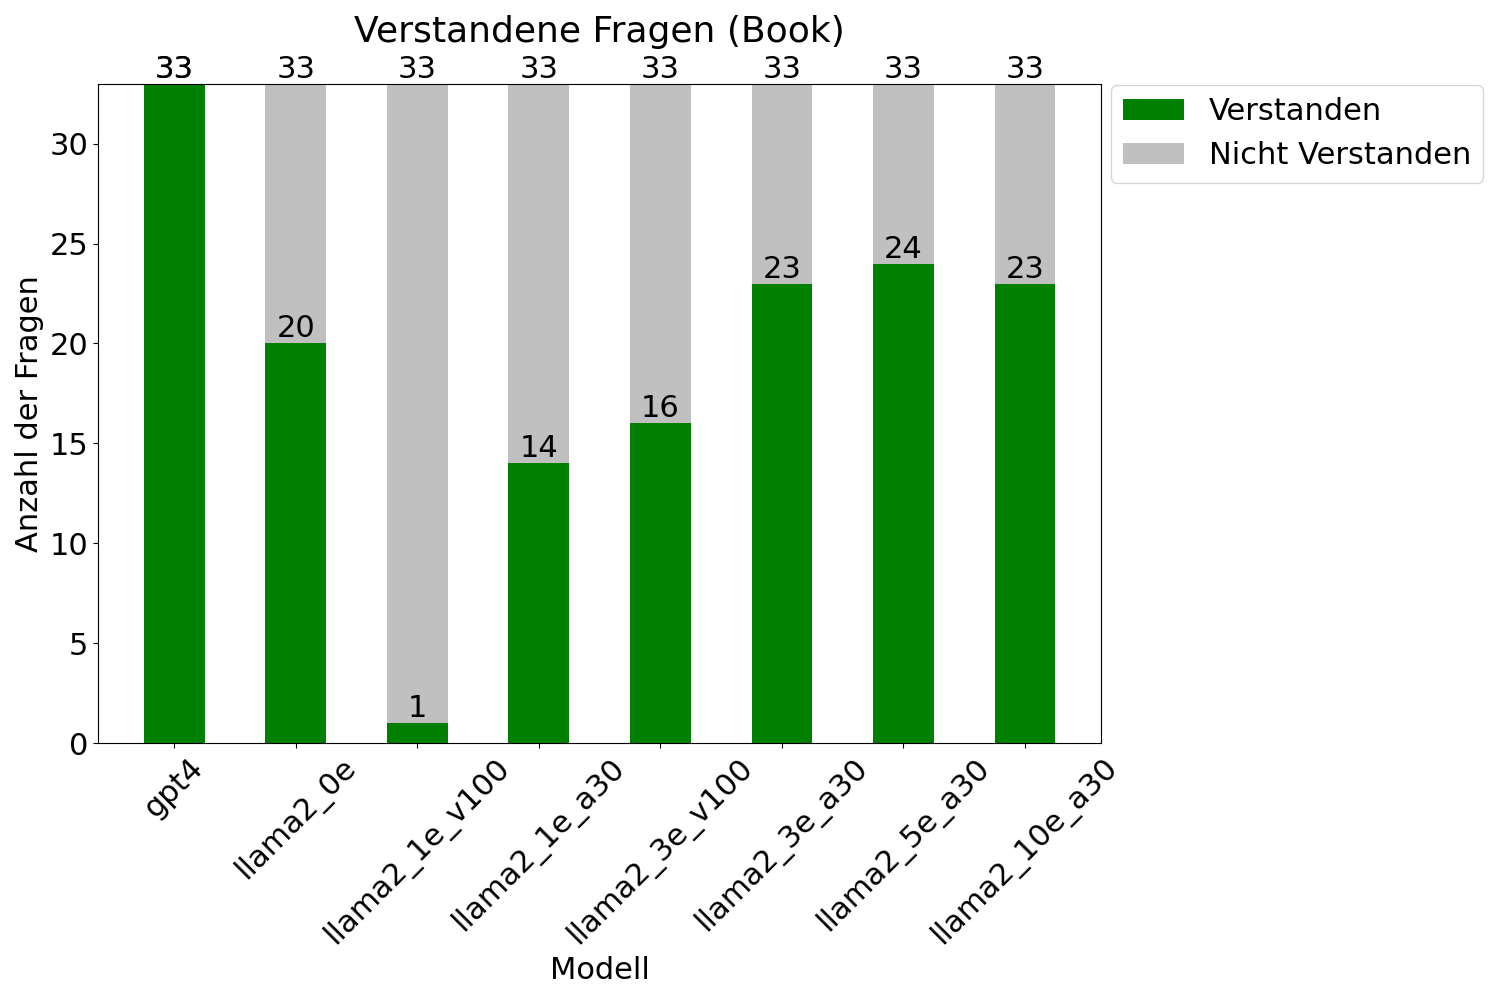 Verstandene Fragen (Book)
33 33 33 33 33 33 33 33
Verstanden
Nicht Verstanden
30
25
20
15
10
5
0
Anzahl der Fragen
20
1
14
16
23
24
23
gpt4
llama2_0e
llama2_1e_v100
llama2_1e_a30
llama2_3e_v100
llama2_3e_a30
llama2_5e_a30
llama2_10e_a30
Modell